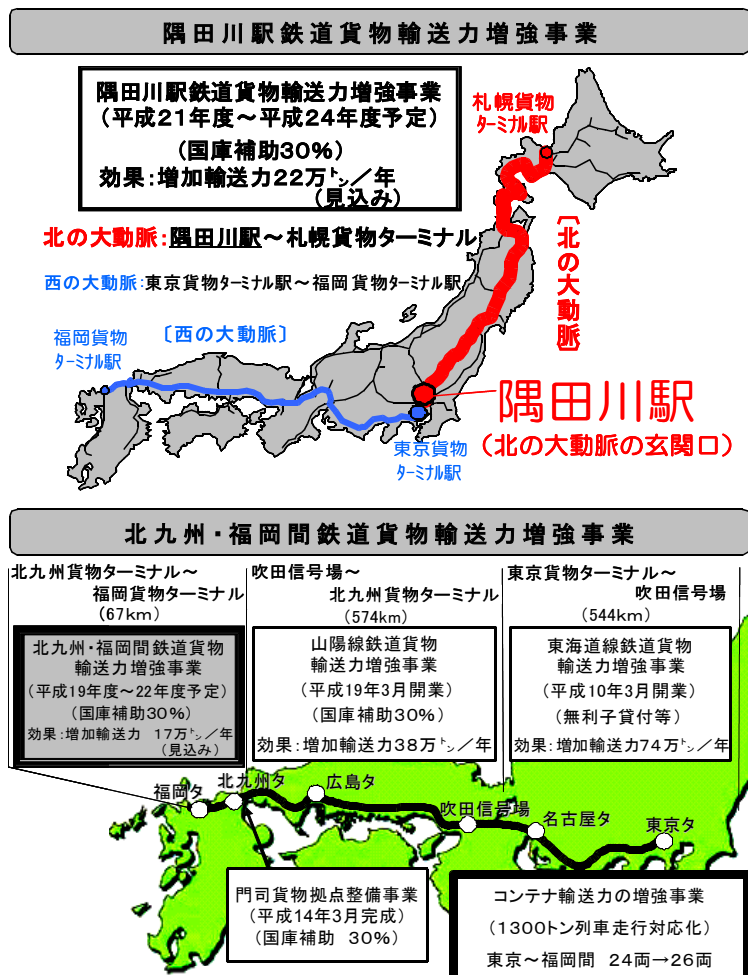 隅田川駅鉄道貨物輸送力増強事業
隅田川駅鉄道貨物輸送力増強事業
（平成21年度～平成24年度予定）
（国庫補助30％）
効果：増加輸送力22万トン／年
（見込み）
札幌貨物
ターミナル駅
北の大動脈：隅田川駅～札幌貨物ターミナル
〔北の大動脈〕
西の大動脈：東京貨物ターミナル駅～福岡貨物ターミナル駅
福岡貨物
ターミナル駅
〔西の大動脈〕
隅田川駅
（北の大動脈の玄関口）
東京貨物
ターミナル駅
北九州・福岡間鉄道貨物輸送力増強事業
北九州貨物ターミナル～
福岡貨物ターミナル
（67km）
吹田信号場～
北九州貨物ターミナル
（574km）
東京貨物ターミナル～
吹田信号場
（544km）
北九州・福岡間鉄道貨物
輸送力増強事業
（平成19年度～22年度予定）
（国庫補助30％）
効果：増加輸送力 17万トン／年
（見込み）
山陽線鉄道貨物
輸送力増強事業
（平成19年3月開業）
（国庫補助30％）
効果：増加輸送力38万トン／年
東海道線鉄道貨物
輸送力増強事業
（平成10年3月開業）
（無利子貸付等）
効果：増加輸送力74万トン／年
福岡タ
北九州タ
広島タ
吹田信号場
名古屋タ
東京タ
門司貨物拠点整備事業
（平成14年3月完成）
（国庫補助 30％）
コンテナ輸送力の増強事業
（1300トン列車走行対応化）
東京～福岡間 24両→26両